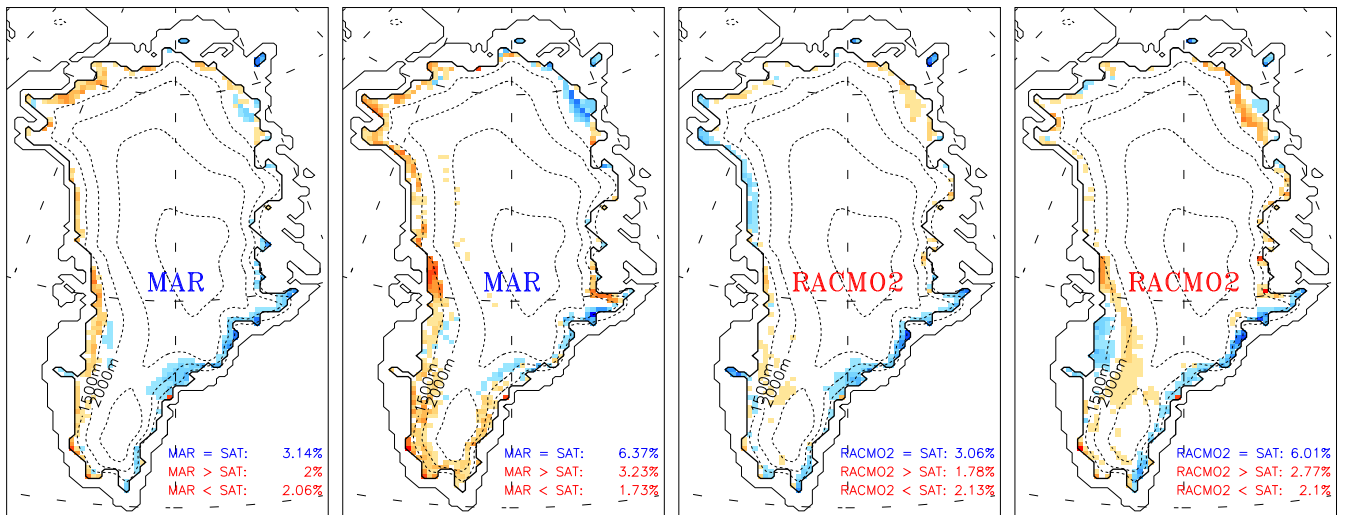 MAR
1500m
2000m
MAR = SAT: 3.14%
MAR > SAT: 2%
MAR < SAT: 2.06%
MAR
1500m
2000m
MAR = SAT: 6.37%
MAR > SAT: 3.23%
MAR < SAT: 1.73%
RACMO2
1500m
2000m
RACMO2 = SAT: 3.06%
RACMO2 > SAT: 1.78%
RACMO2 < SAT: 2.13%
RACMO2
1500m
2000m
RACMO2 = SAT: 6.01%
RACMO2 > SAT: 2.77%
RACMO2 < SAT: 2.1%